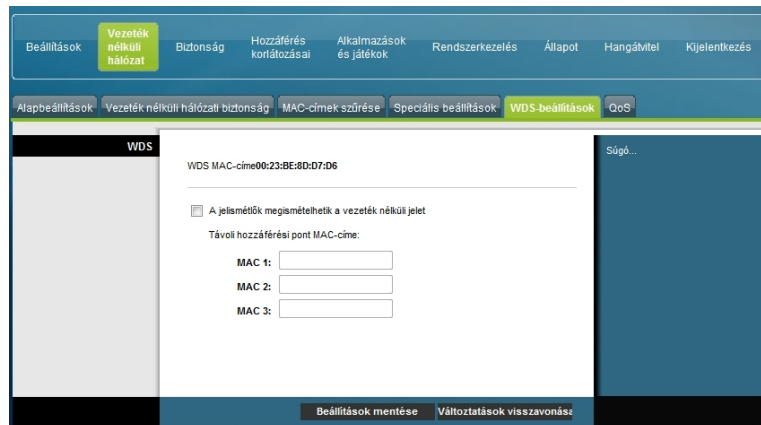 Beállítások
Vezeték nélküli hálózat
Biztonság
Hozzáférés korlátozásai
Alkalmazások és játékok
Rendszerkezelés
Állapot
Hangátvitel
Kijelentkezés
Alapbeállítások
Vezeték nélküli hálózati biztonság
MAC-címek szűrése
Speciális beállítások
WDS-beállítások
QoS
WDS
Súgó...
WDS MAC-címe00:23:BE:8D:D7:D6
A jelismétlők megismételhetik a vezeték nélküli jelet
Távoli hozzáférési pont MAC-címe:
MAC 1:
MAC 2:
MAC 3:
Beállítások mentése
Változtatások visszavonása